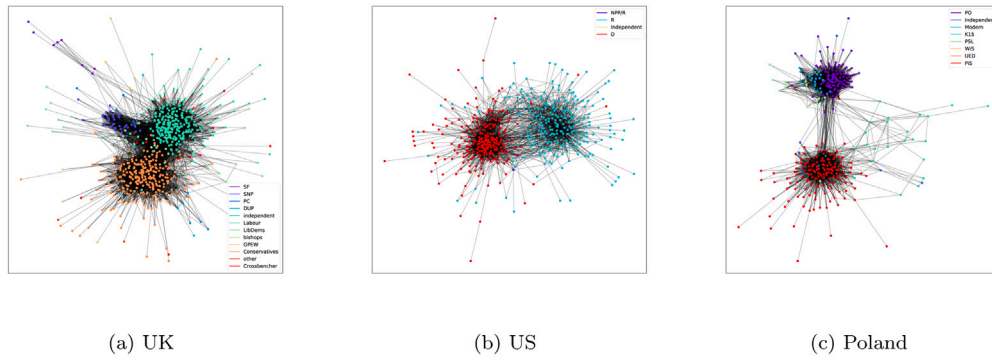 SF
SNP
PC
DUP
independent
Labour
LibDems
bishops
GPEW
Conservatives
other
Crossbencher
NPP/R
R
Independent
D
PO
independent
Modern
K15
PSL
WiS
UED
PiS
(a) UK
(b) US
(c) Poland